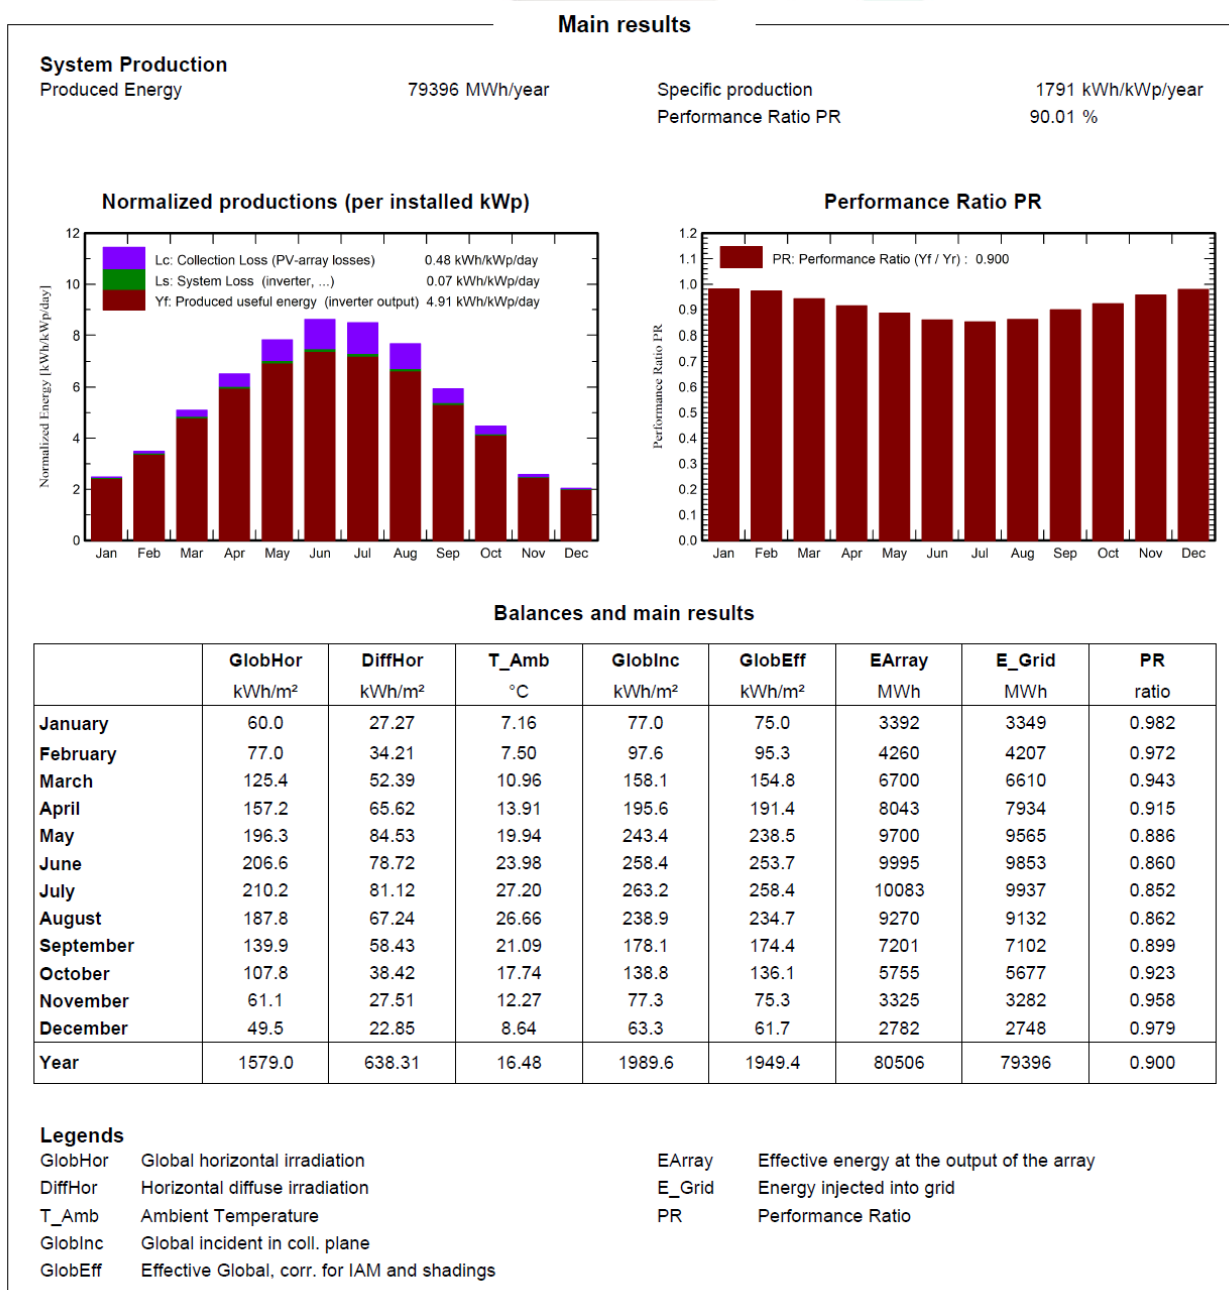 Main results
System Production
Produced Energy 79396 MWh/year Specific production 1791 kWh/kWp/year
Performance Ratio PR 90.01 %
Normalized productions (per installed kWp)
12
10
8
6
4
2
0
Normalized Energy [kWh/kWp/day]
Lc: Collection Loss (PV-array losses) 0.48 kWh/kWp/day
Ls: System Loss (inverter, ...) 0.07 kWh/kWp/day
Yf: Produced useful energy (inverter output) 4.91 kWh/kWp/day
Jan Feb Mar Apr May Jun Jul Aug Sep Oct Nov Dec
Performance Ratio PR
1.2
1.1
1.0
0.9
0.8
0.7
0.6
0.5
0.4
0.3
0.2
0.1
0.0
Performance Ratio PR
PR: Performance Ratio (Yf / Yr) : 0.900
Jan Feb Mar Apr May Jun Jul Aug Sep Oct Nov Dec
Balances and main results
GlobHor DiffHor T_Amb GlobInc GlobEff EArray E_Grid PR
kWh/m² kWh/m² °C kWh/m² kWh/m² MWh MWh ratio
January 60.0 27.27 7.16 77.0 75.0 3392 3349 0.982
February 77.0 34.21 7.50 97.6 95.3 4260 4207 0.972
March 125.4 52.39 10.96 158.1 154.8 6700 6610 0.943
April 157.2 65.62 13.91 195.6 191.4 8043 7934 0.915
May 196.3 84.53 19.94 243.4 238.5 9700 9565 0.886
June 206.6 78.72 23.98 258.4 253.7 9995 9853 0.860
July 210.2 81.12 27.20 263.2 258.4 10083 9937 0.852
August 187.8 67.24 26.66 238.9 234.7 9270 9132 0.862
September 139.9 58.43 21.09 178.1 174.4 7201 7102 0.899
October 107.8 38.42 17.74 138.8 136.1 5755 5677 0.923
November 61.1 27.51 12.27 77.3 75.3 3325 3282 0.958
December 49.5 22.85 8.64 63.3 61.7 2782 2748 0.979
Year 1579.0 638.31 16.48 1989.6 1949.4 80506 79396 0.900
Legends
GlobHor Global horizontal irradiation EArray Effective energy at the output of the array
DiffHor Horizontal diffuse irradiation E_Grid Energy injected into grid
T_Amb Ambient Temperature PR Performance Ratio
GlobInc Global incident in coll. plane
GlobEff Effective Global, corr. for IAM and shadings